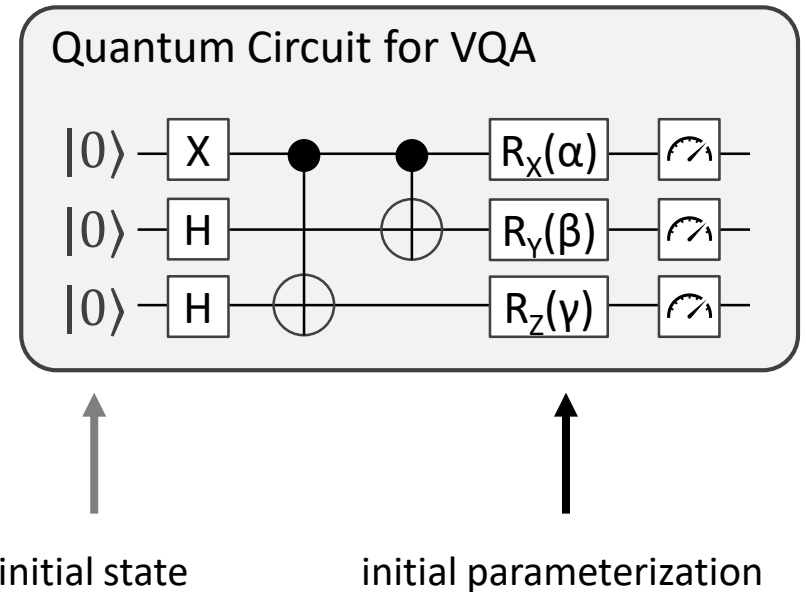 Quantum Circuit for VQA
|0⟩ X R_X(α)
|0⟩ H R_Y(β)
|0⟩ H R_Z(γ)
initial state initial parameterization